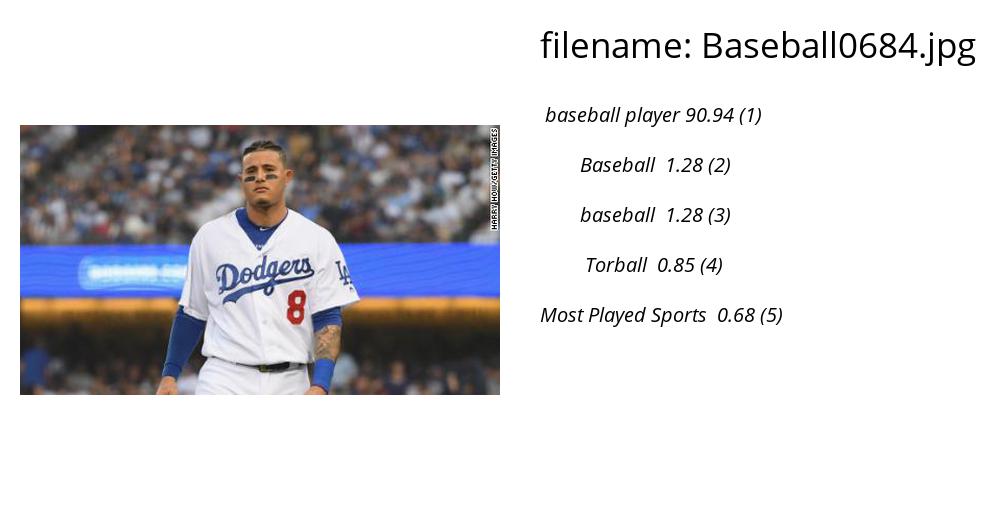 filename: Baseball0684.jpg
baseball player 90.94 (1)
Baseball 1.28 (2)
baseball 1.28 (3)
Torball 0.85 (4)
Most Played Sports 0.68 (5)
HARRY HOW/GETTY IMAGES
Dodgers
LA
8